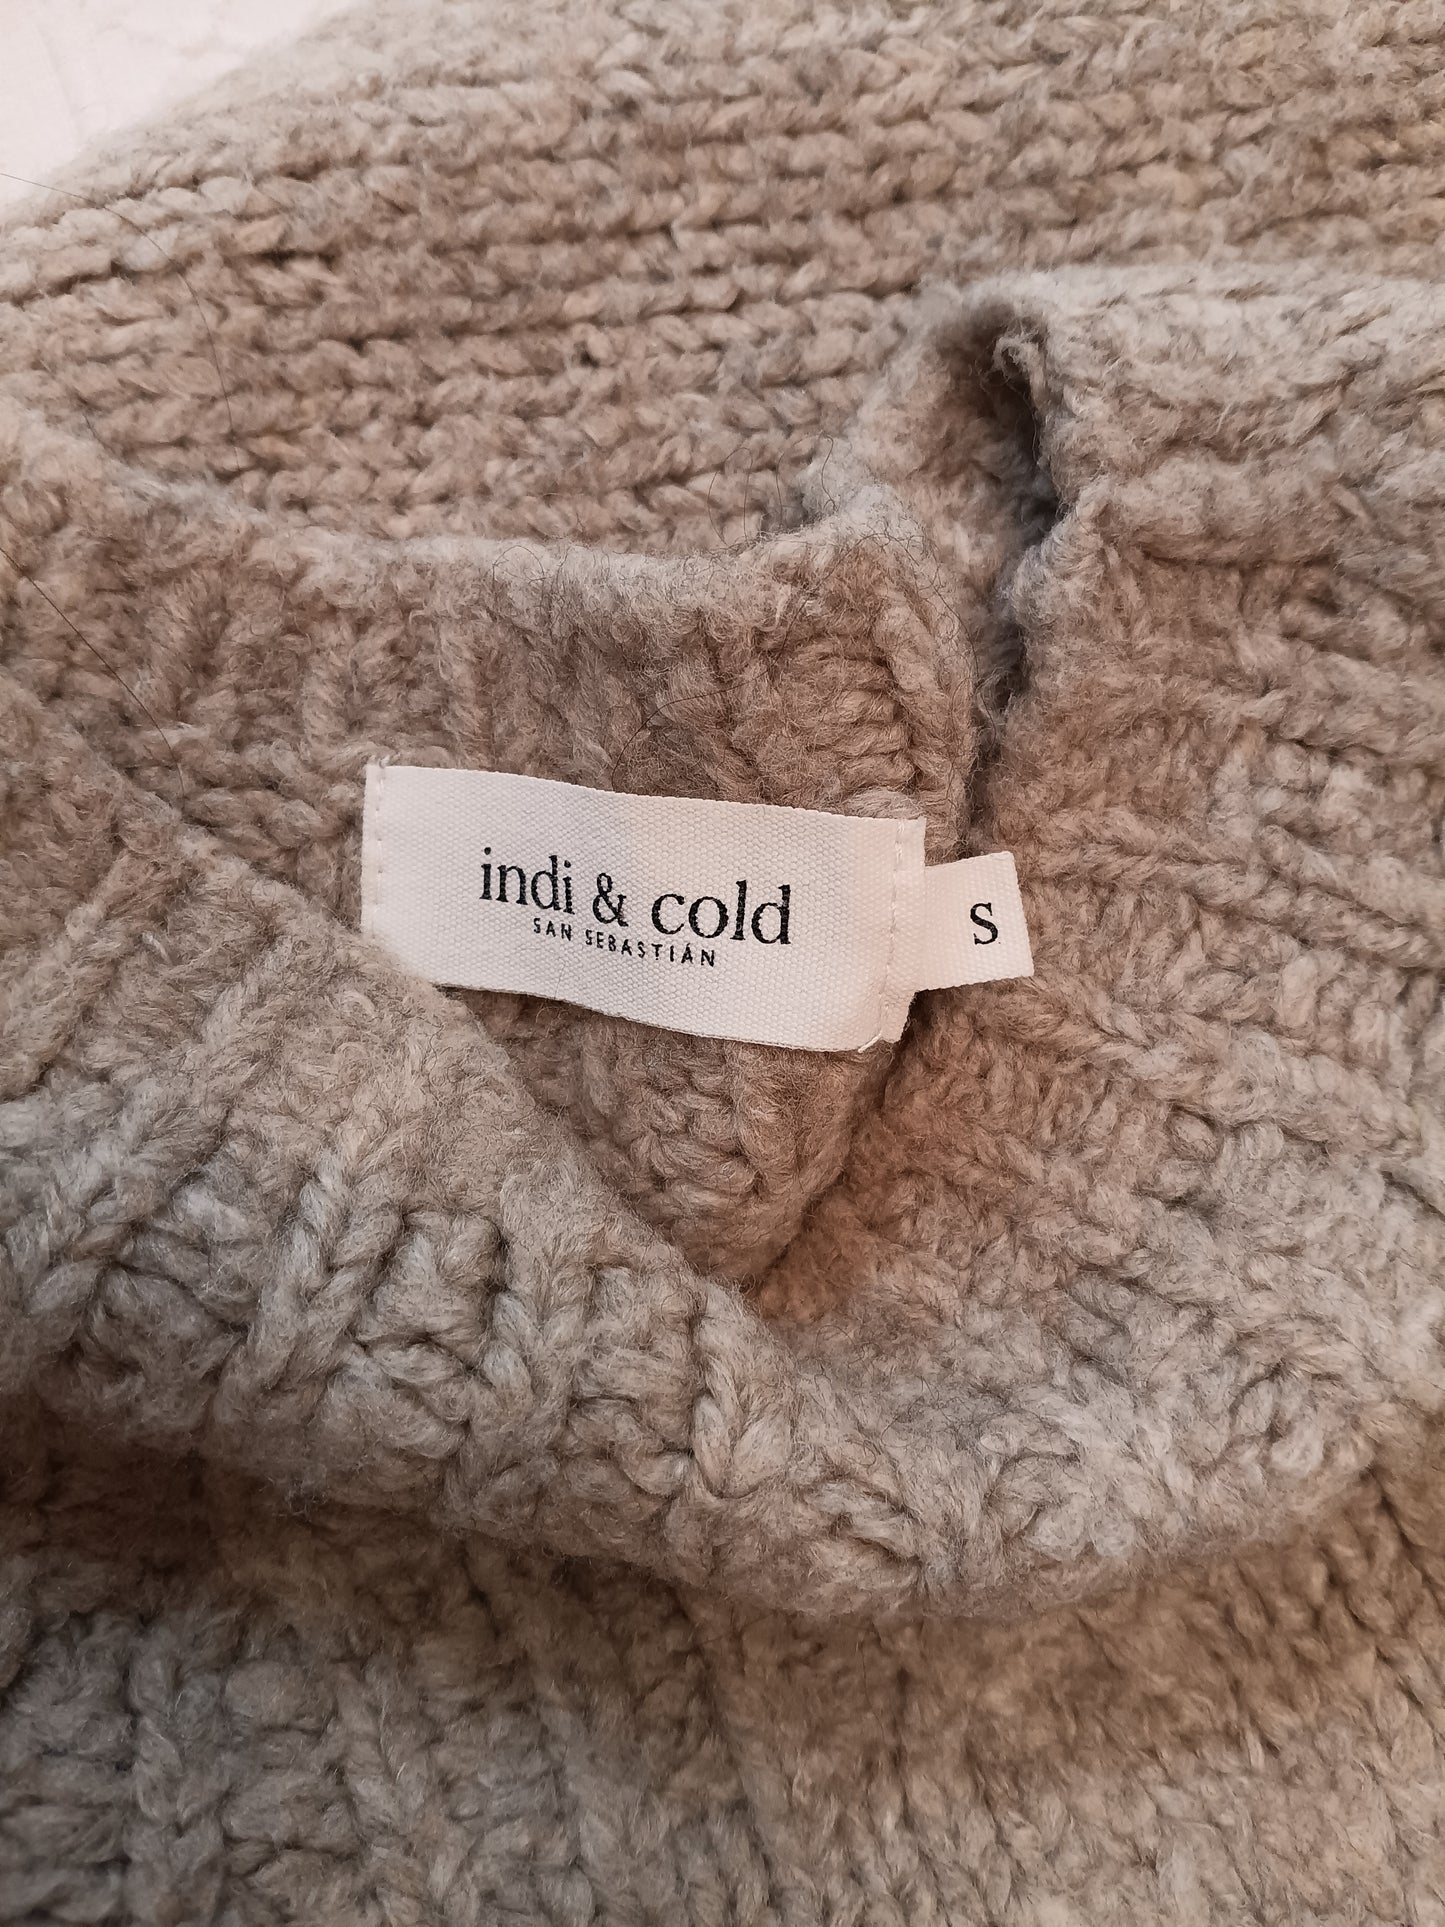 indi & cold
SAN SEBASTIÁN
S